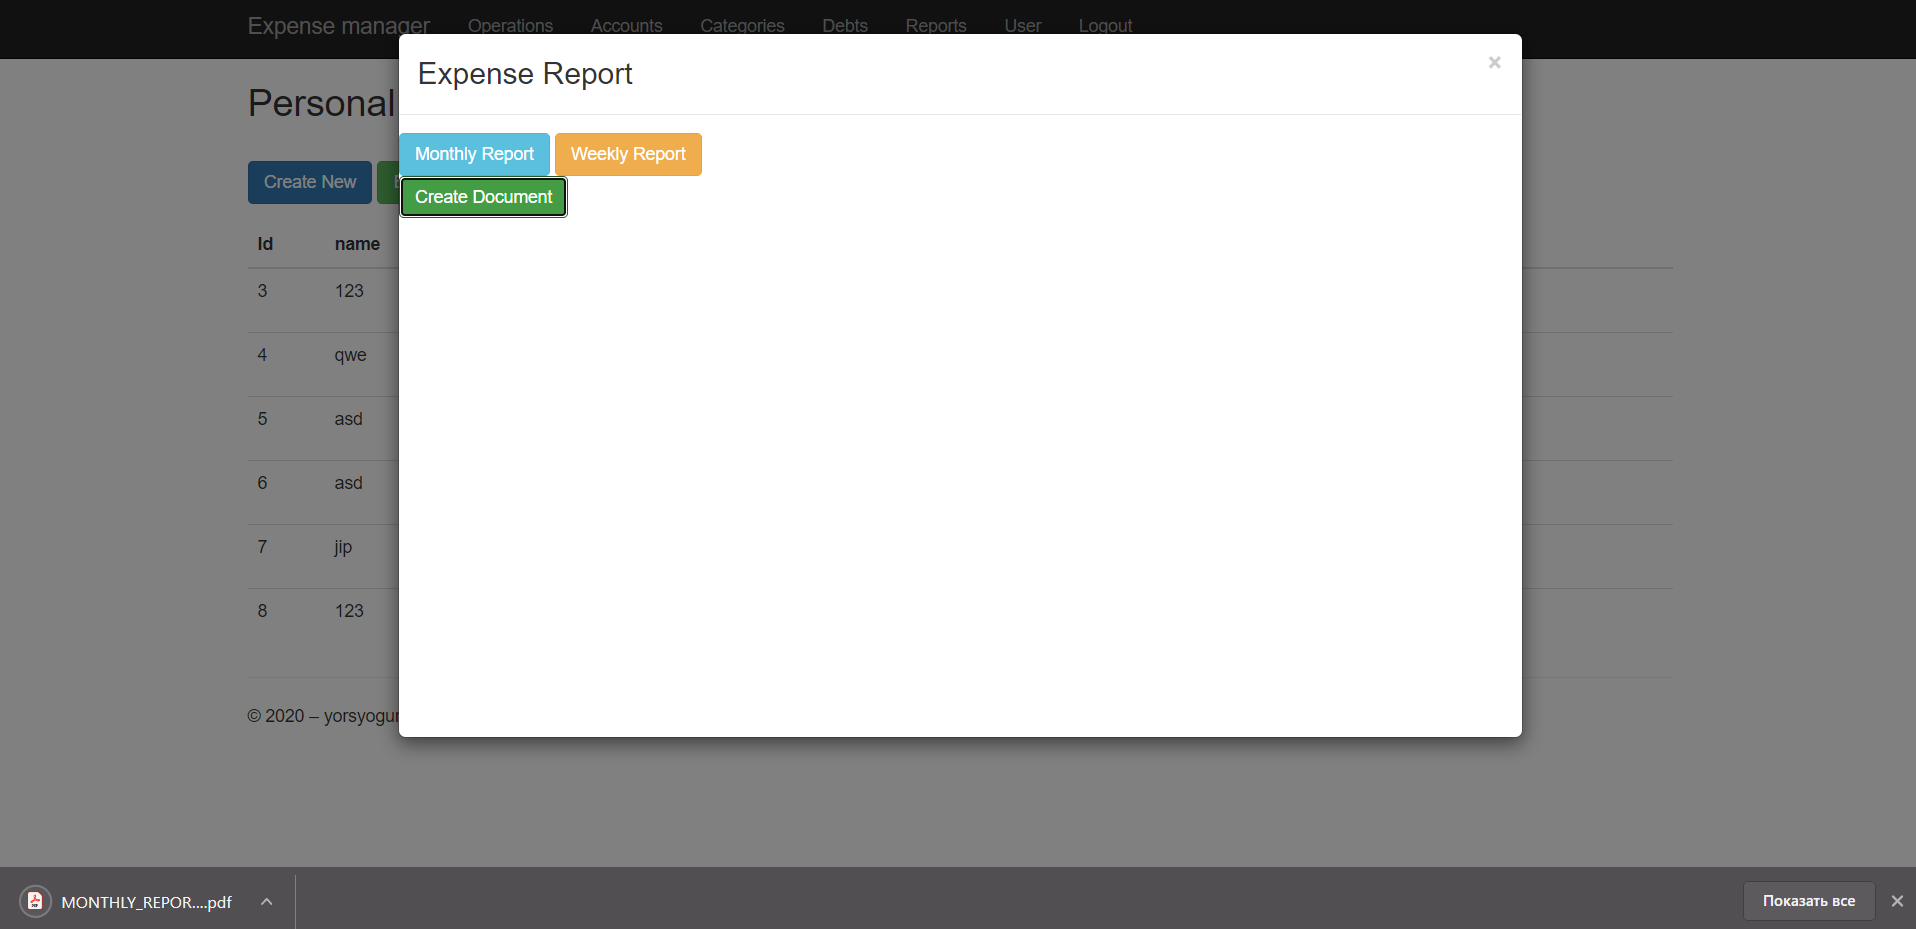 Expense manager Operations Accounts Categories Debts Reports User Logout
Expense Report ×
Personal
Monthly Report Weekly Report
Create New
Create Document
Id name
3 123
4 qwe
5 asd
6 asd
7 jip
8 123
© 2020 – yorsyogur
MONTHLY_REPOR....pdf
Показать все